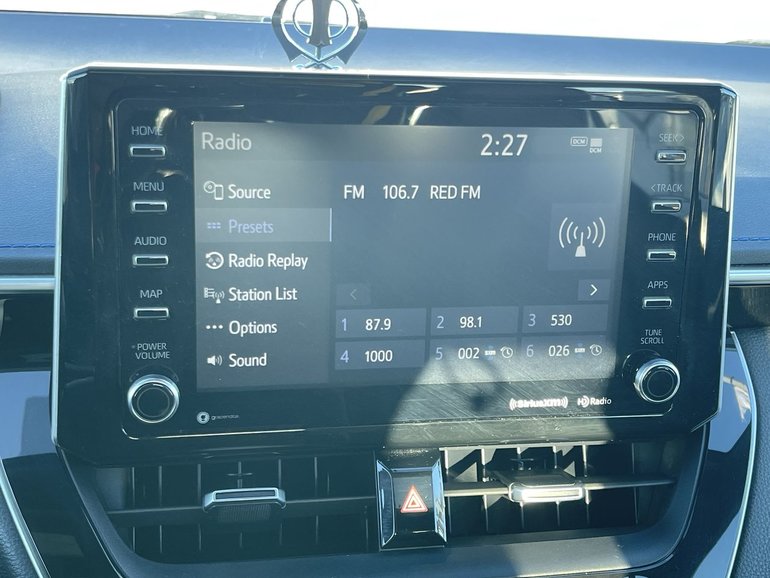 HOME
MENU
AUDIO
MAP
POWER
VOLUME
Radio 2:27 DCM DCM
Source
Presets
Radio Replay
Station List
Options
Sound
FM 106.7 RED FM
1 87.9 2 98.1 3 530
4 1000 5 002 6 026
SEEK>
<TRACK
PHONE
APPS
TUNE
SCROLL
gracenote
SiriusXM HD Radio